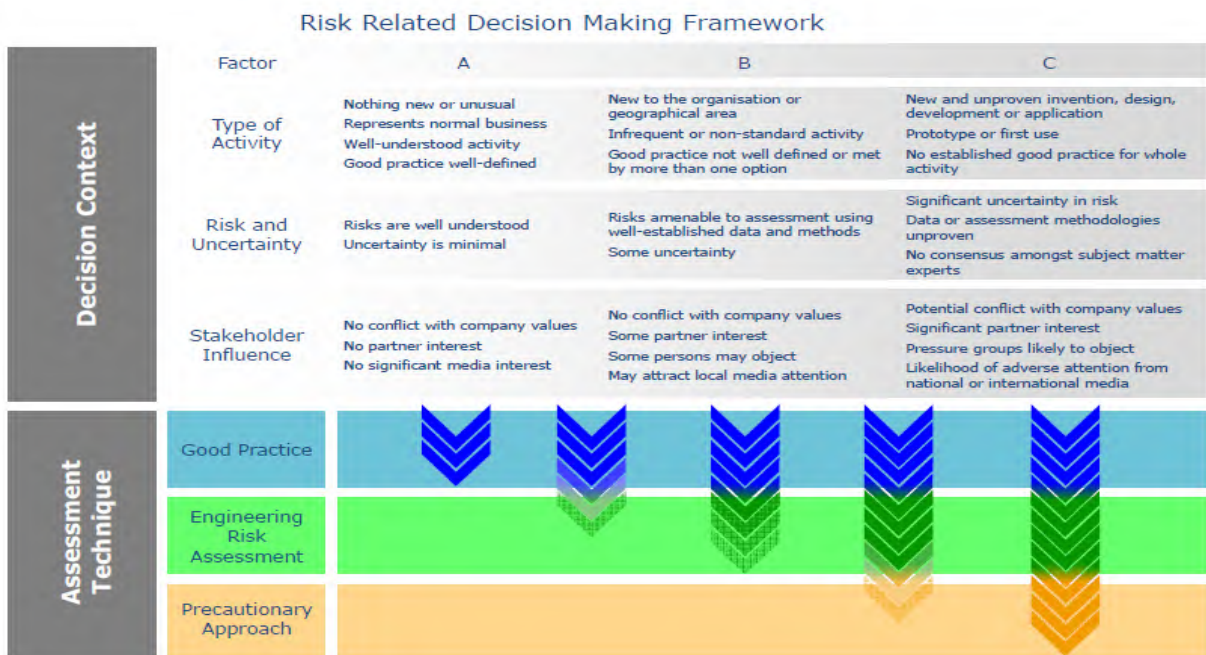 Risk Related Decision Making Framework
Decision Context
Factor
A
B
C
Type of
Activity
Nothing new or unusual
Represents normal business
Well-understood activity
Good practice well-defined
New to the organisation or
geographical area
Infrequent or non-standard activity
Good practice not well defined or met
by more than one option
New and unproven invention, design,
development or application
Prototype or first use
No established good practice for whole
activity
Risk and
Uncertainty
Risks are well understood
Uncertainty is minimal
Risks amenable to assessment using
well-established data and methods
Some uncertainty
Significant uncertainty in risk
Data or assessment methodologies
unproven
No consensus amongst subject matter
experts
Stakeholder
Influence
No conflict with company values
No partner interest
No significant media interest
No conflict with company values
Some partner interest
Some persons may object
May attract local media attention
Potential conflict with company values
Significant partner interest
Pressure groups likely to object
Likelihood of adverse attention from
national or international media
Assessment
Technique
Good Practice
Engineering
Risk
Assessment
Precautionary
Approach